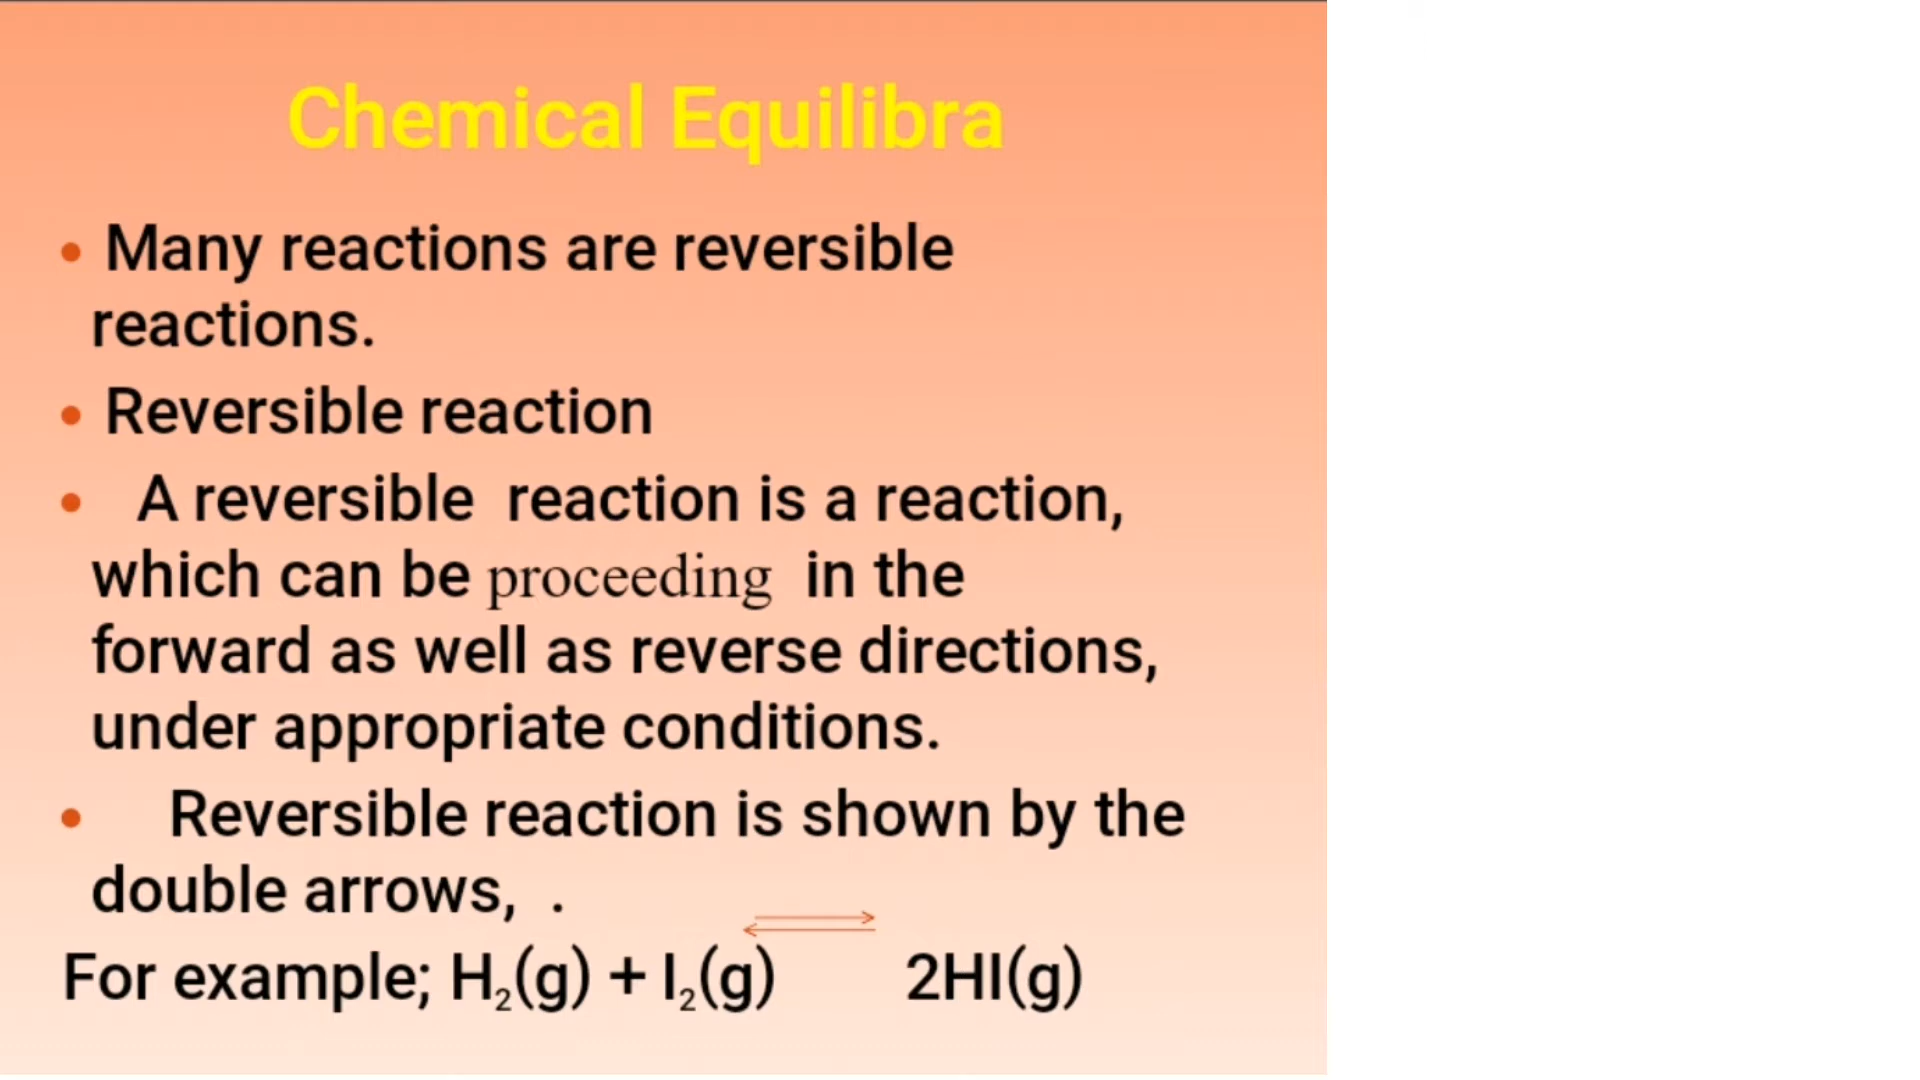 Chemical Equilibra
• Many reactions are reversible
reactions.
• Reversible reaction
• A reversible reaction is a reaction,
which can be proceeding in the
forward as well as reverse directions,
under appropriate conditions.
• Reversible reaction is shown by the
double arrows, .
For example; H₂(g) + I₂(g) ⇌ 2HI(g)